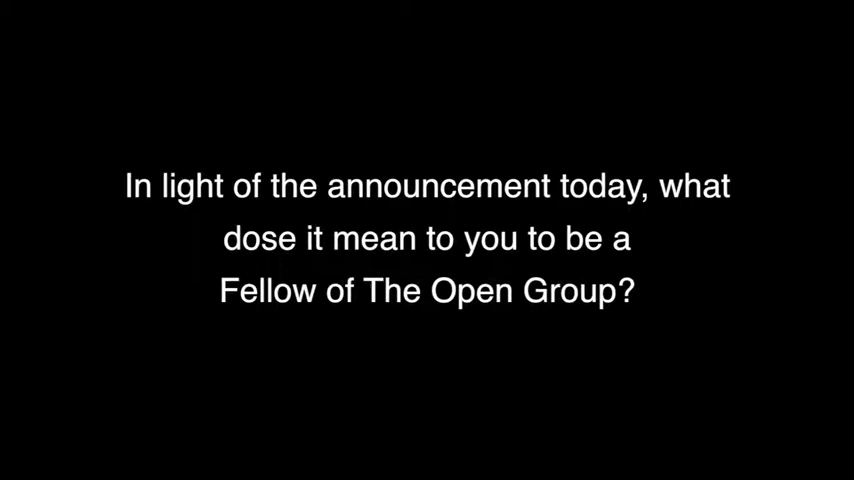 In light of the announcement today, what
dose it mean to you to be a
Fellow of The Open Group?